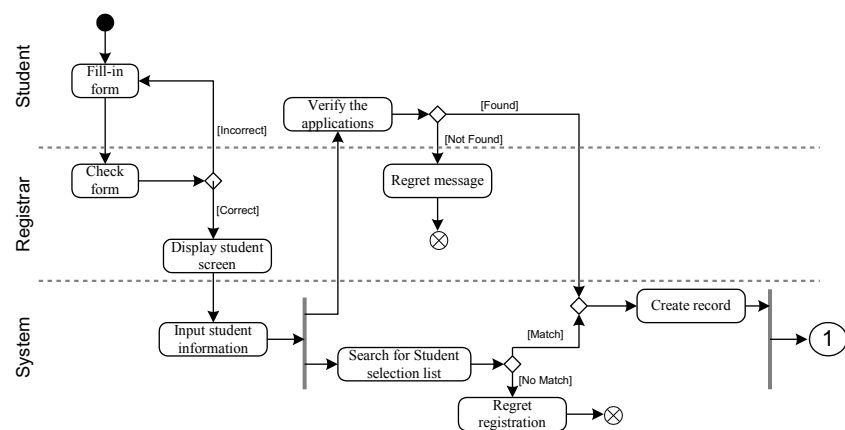 Student
Fill-in
form
[Incorrect]
Verify the
applications
[Found]
[Not Found]
Registrar
Check
form
[Correct]
Regret message
Display student
screen
System
Input student
information
Search for Student
selection list
[Match]
[No Match]
Regret
registration
Create record
1